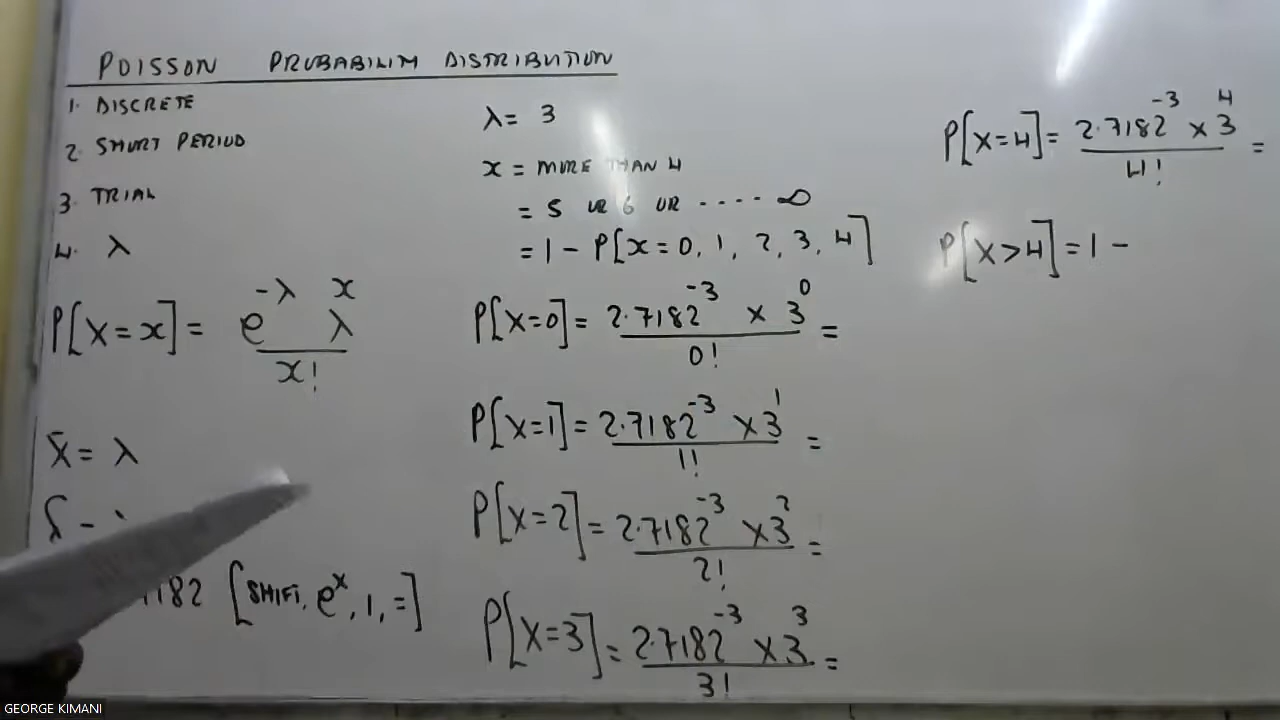 POISSON PROBABILITY DISTRIBUTION
1. DISCRETE
2. SHORT PERIOD
3. TRIAL
4. λ
P[X=x] = e^-λ λ^x / x!
x̄ = λ
182 [SHIFT, e^x, 1, =]
λ = 3
x = MORE THAN 4
= 5 OR 6 OR ---- ∞
= 1 - P[x = 0, 1, 2, 3, 4]
P[X=0] = 2.7182^-3 x 3^0 / 0! =
P[X=1] = 2.7182^-3 x 3^1 / 1! =
P[X=2] = 2.7182^-3 x 3^2 / 2! =
P[X=3] = 2.7182^-3 x 3^3 / 3! =
P[X=4] = 2.7182^-3 x 3^4 / 4! =
P[X>4] = 1 -
GEORGE KIMANI